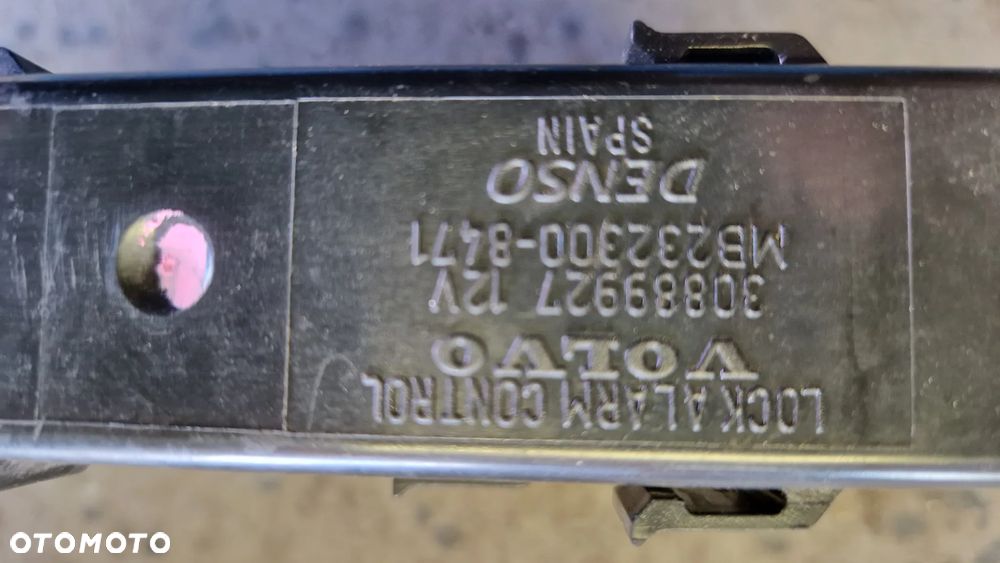 LOCK ALARM CONTROL
VOLVO
30889927 12V
MB232300-8471
DENSO
SPAIN
OTOMOTO